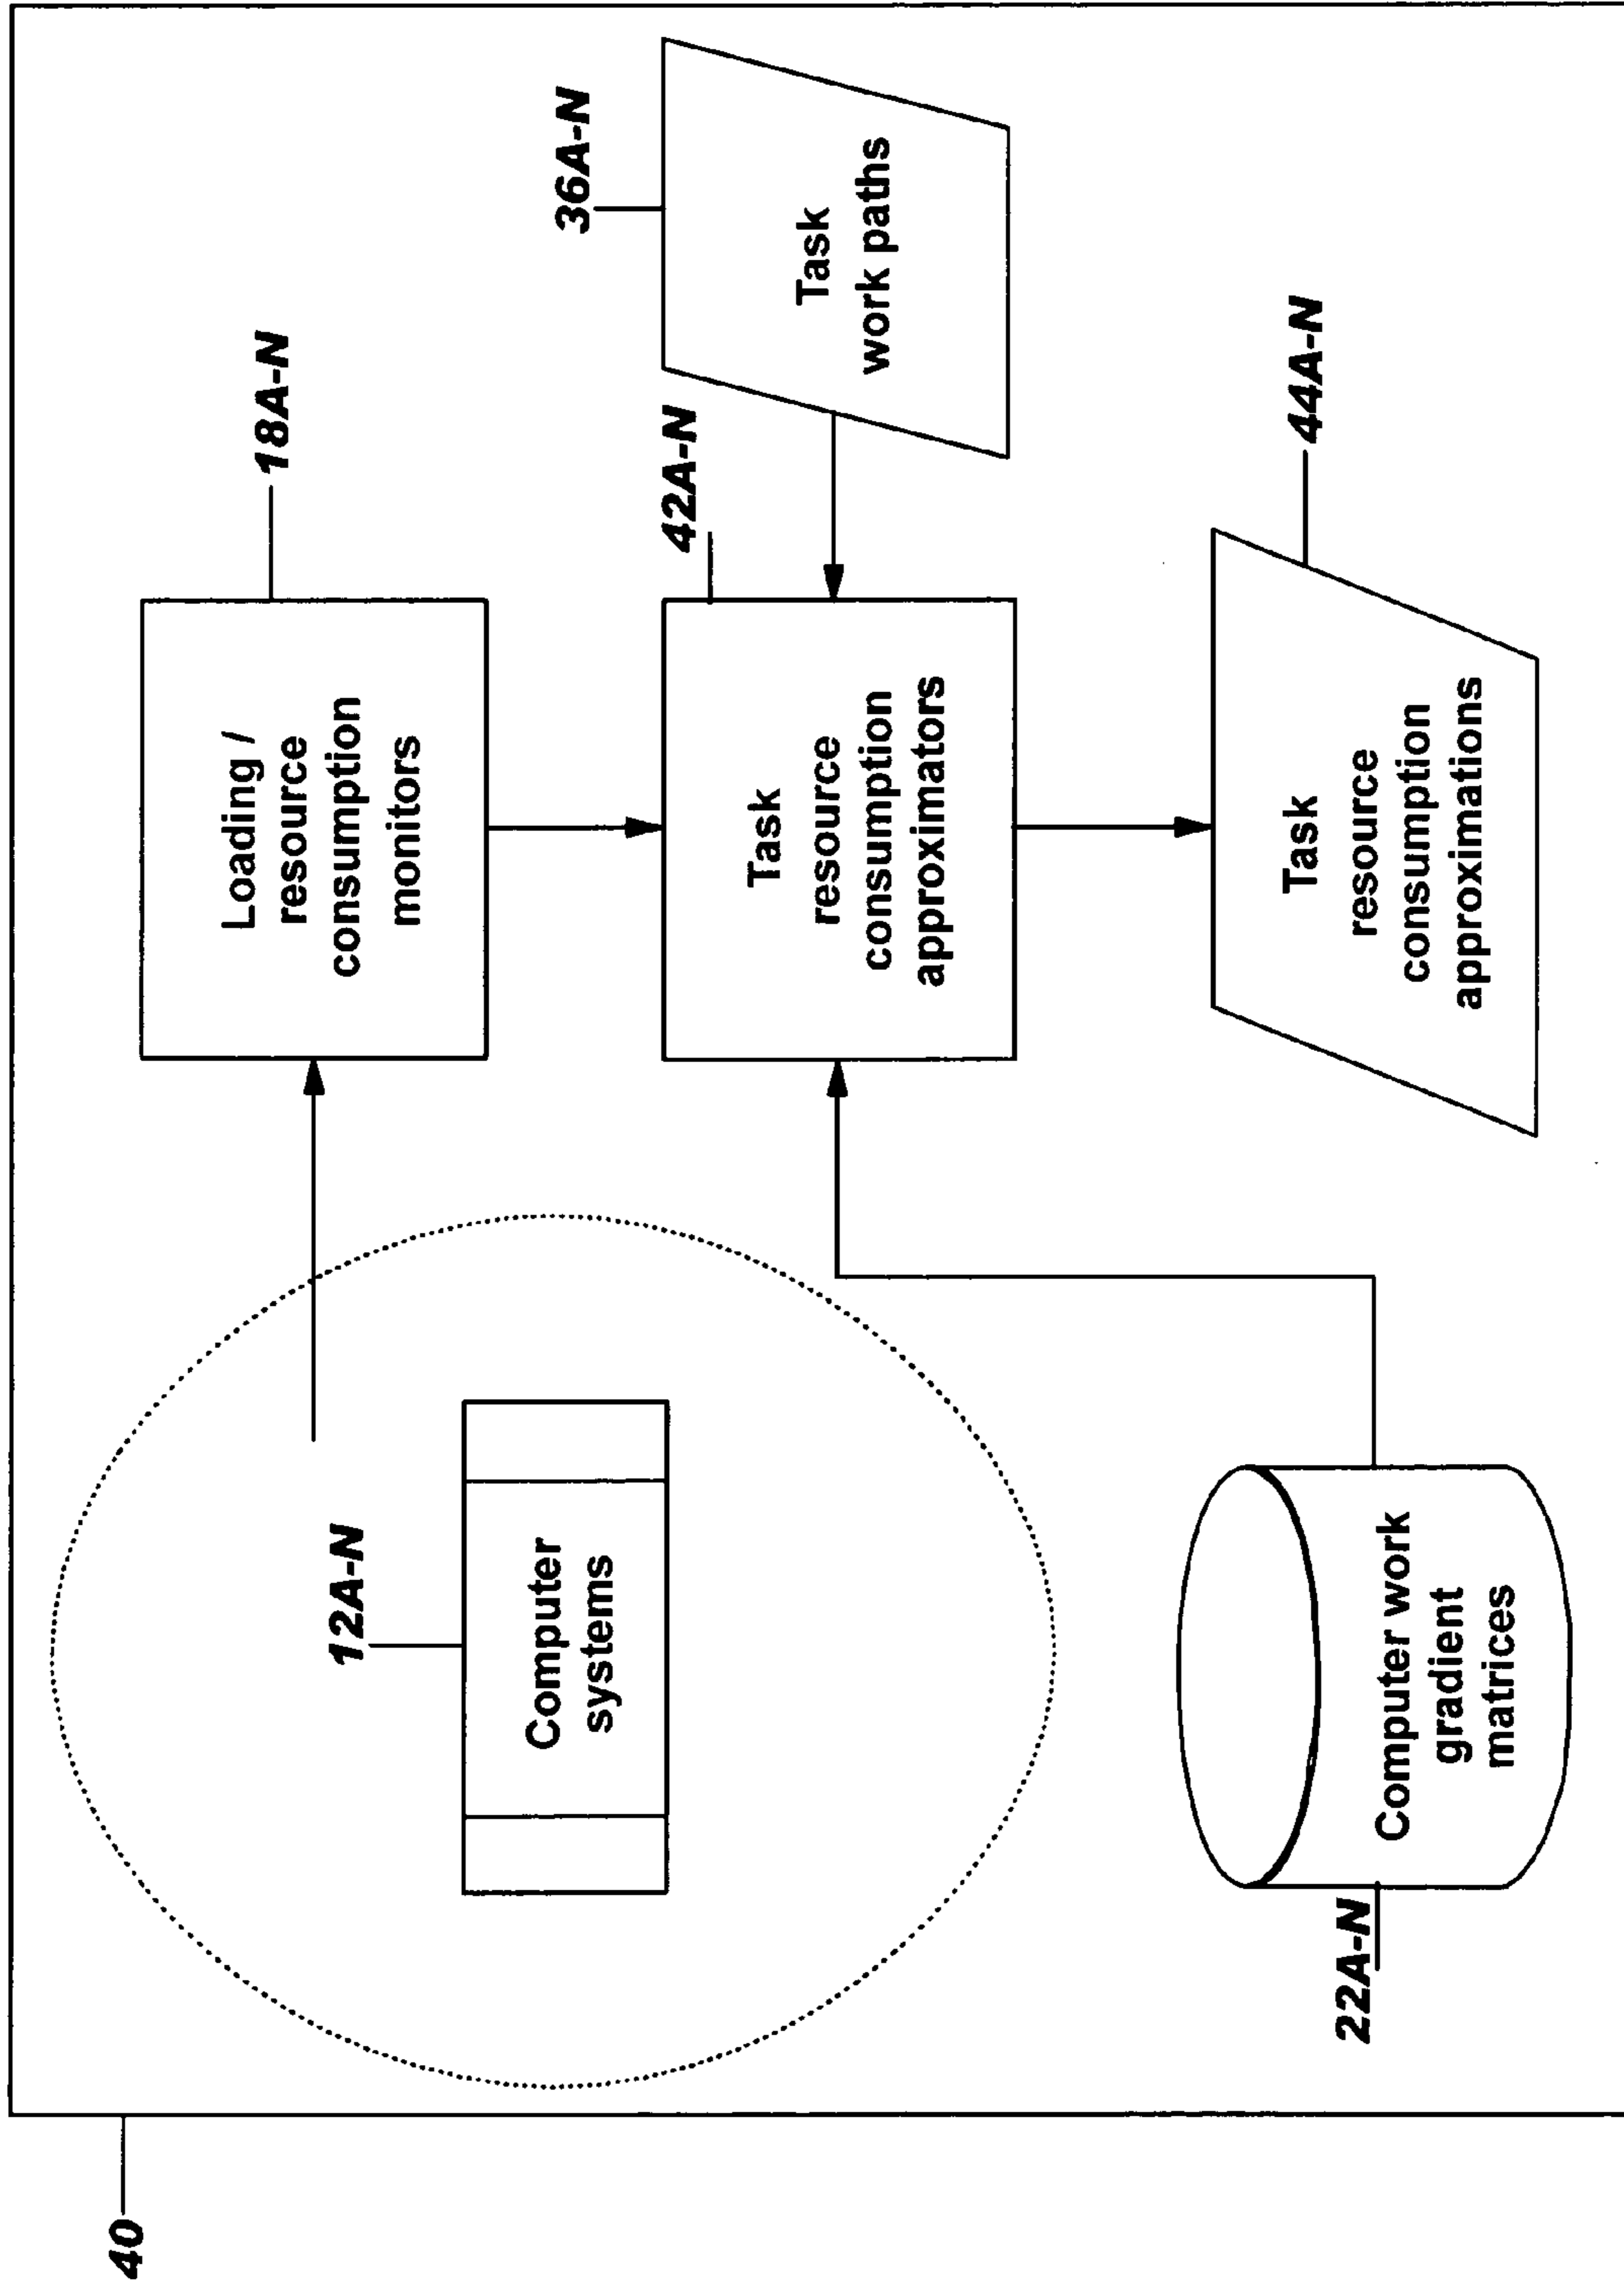 40
12A-N
Computer
systems
22A-N
Computer work
gradient
matrices
18A-N
Loading /
resource
consumption
monitors
42A-N
Task
resource
consumption
approximators
36A-N
Task
work paths
44A-N
Task
resource
consumption
approximations